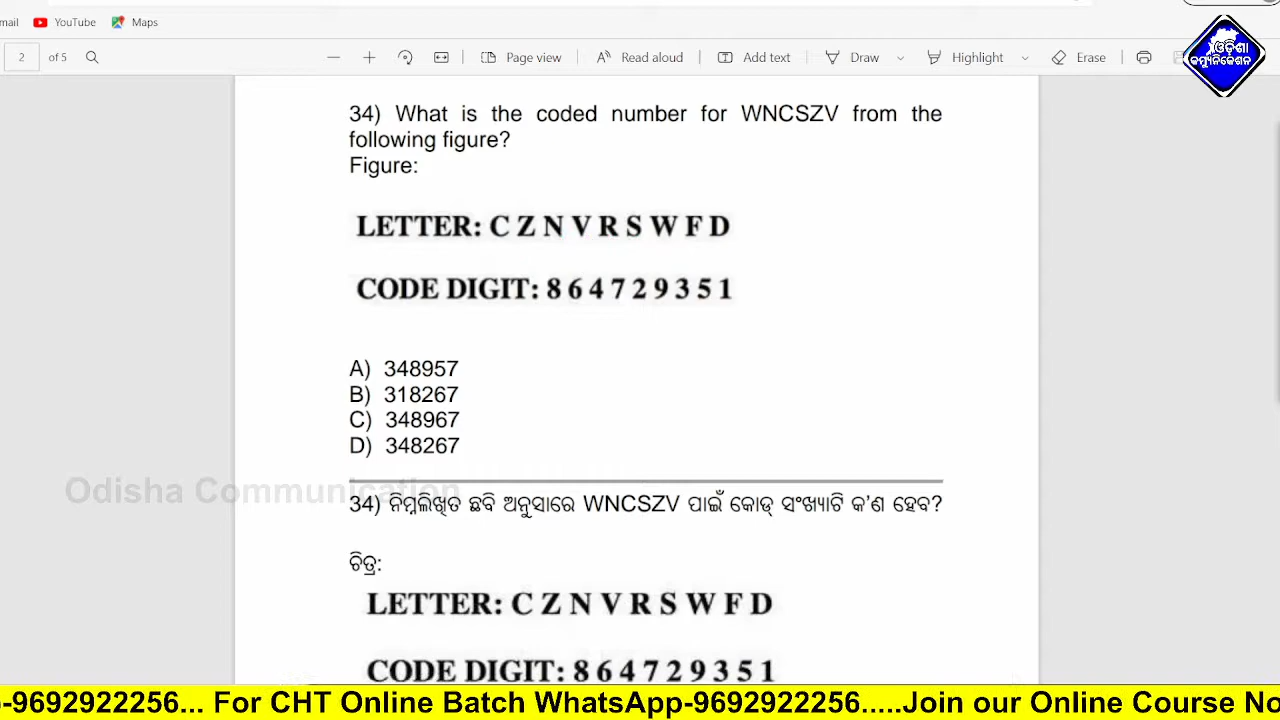 mail YouTube Maps
2 of 5 Page view Read aloud Add text Draw Highlight Erase
ଓଡ଼ିଶା
କମ୍ୟୁନିକେଶନ
34) What is the coded number for WNCSZV from the
following figure?
Figure:
LETTER: C Z N V R S W F D
CODE DIGIT: 8 6 4 7 2 9 3 5 1
A) 348957
B) 318267
C) 348967
D) 348267
Odisha Communication
34) ନିମ୍ନଲିଖିତ ଛବି ଅନୁସାରେ WNCSZV ପାଇଁ କୋଡ୍ ସଂଖ୍ୟାଟି କ'ଣ ହେବ?
ଚିତ୍ର:
LETTER: C Z N V R S W F D
CODE DIGIT: 8 6 4 7 2 9 3 5 1
p-9692922256... For CHT Online Batch WhatsApp-9692922256.....Join our Online Course No